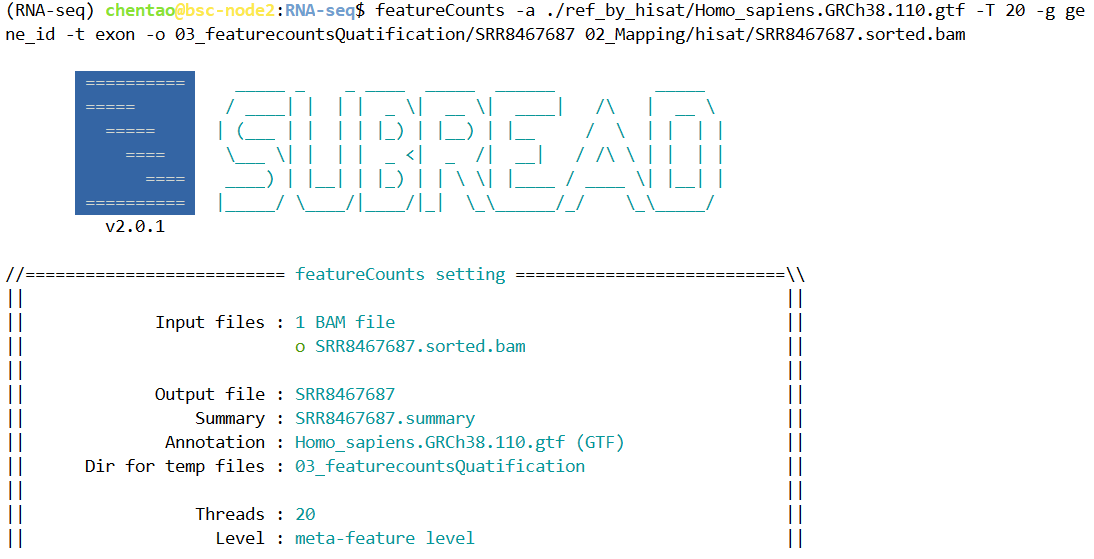 (RNA-seq) chentao@bsc-node2:RNA-seq$ featureCounts -a ./ref_by_hisat/Homo_sapiens.GRCh38.110.gtf -T 20 -g ge
ne_id -t exon -o 03_featurecountsQuatification/SRR8467687 02_Mapping/hisat/SRR8467687.sorted.bam
SUBREAD
v2.0.1
//========================== featureCounts setting ===========================\\
|| ||
|| Input files : 1 BAM file ||
|| o SRR8467687.sorted.bam ||
|| ||
|| Output file : SRR8467687 ||
|| Summary : SRR8467687.summary ||
|| Annotation : Homo_sapiens.GRCh38.110.gtf (GTF) ||
|| Dir for temp files : 03_featurecountsQuatification ||
|| ||
|| Threads : 20 ||
|| Level : meta-feature level ||